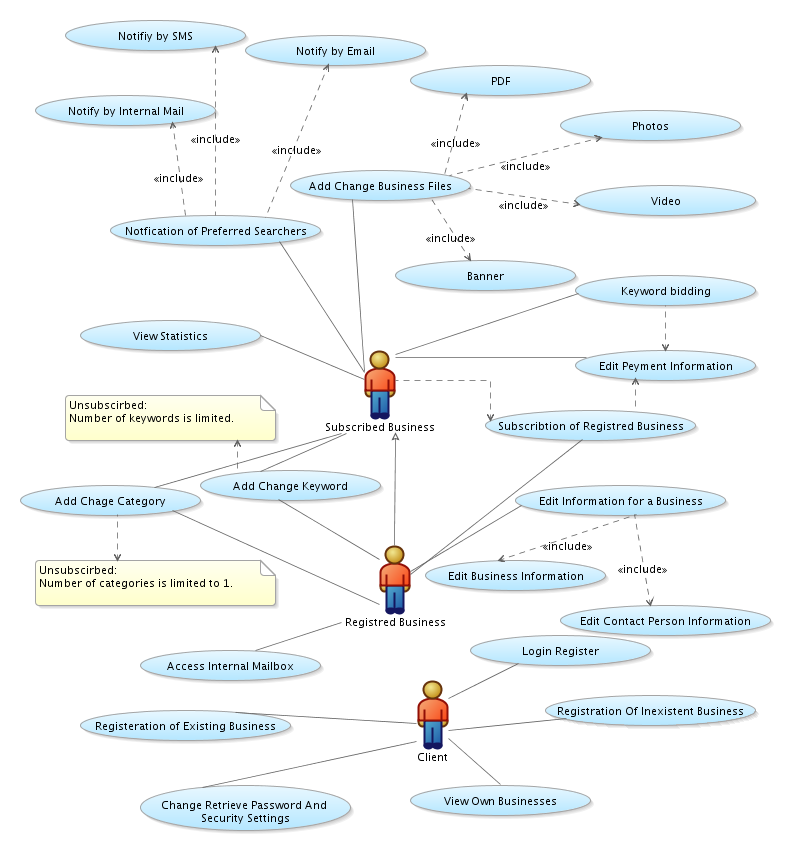 Notifiy by SMS
Notify by Email
PDF
Notify by Internal Mail
Photos
«include»
«include»
«include»
«include»
«include»
Add Change Business Files
Video
«include»
Notfication of Preferred Searchers
«include»
Banner
Keyword bidding
View Statistics
Edit Peyment Information
Unsubscirbed:
Number of keywords is limited.
Subscribed Business
Subscribtion of Registred Business
Add Change Keyword
Add Chage Category
Edit Information for a Business
«include»
Unsubscirbed:
Number of categories is limited to 1.
Edit Business Information
«include»
Registred Business
Edit Contact Person Information
Login Register
Access Internal Mailbox
Registration Of Inexistent Business
Registeration of Existing Business
Client
Change Retrieve Password And
Security Settings
View Own Businesses